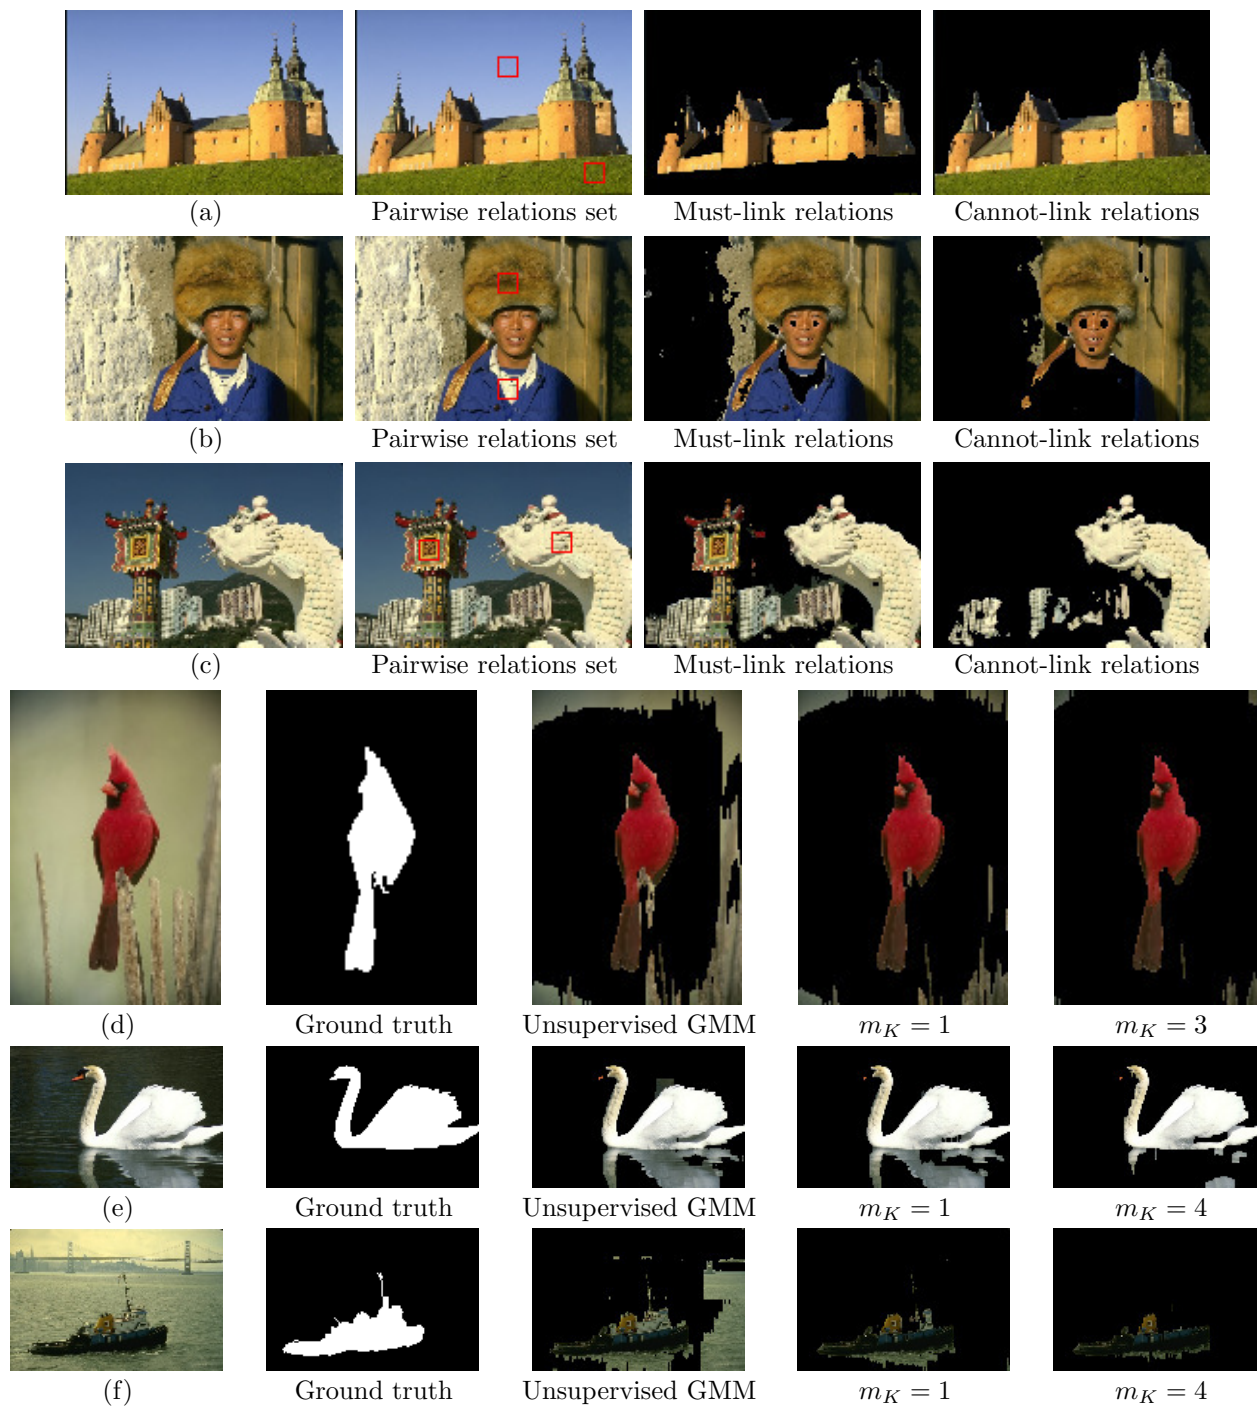 (a) Pairwise relations set Must-link relations Cannot-link relations
(b) Pairwise relations set Must-link relations Cannot-link relations
(c) Pairwise relations set Must-link relations Cannot-link relations
(d) Ground truth Unsupervised GMM m_K = 1 m_K = 3
(e) Ground truth Unsupervised GMM m_K = 1 m_K = 4
(f) Ground truth Unsupervised GMM m_K = 1 m_K = 4